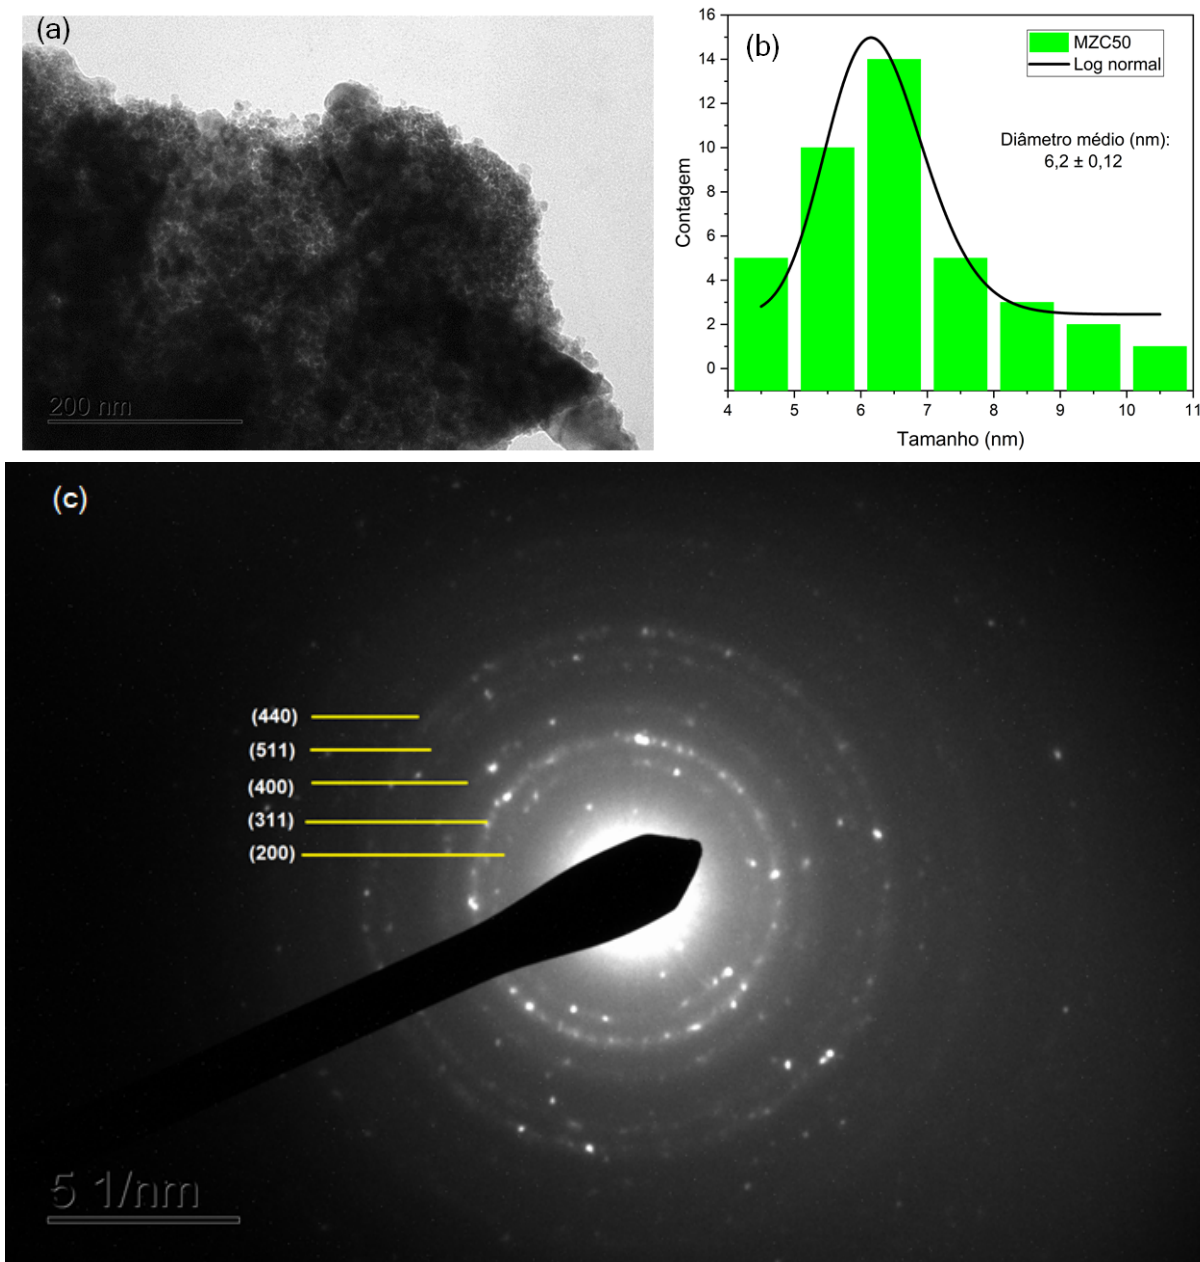 (a)
200 nm
(b)
MZC50
Log normal
Diâmetro médio (nm):
6,2 ± 0,12
Contagem
16
14
12
10
8
6
4
2
0
4 5 6 7 8 9 10 11
Tamanho (nm)
(c)
(440)
(511)
(400)
(311)
(200)
5 1/nm